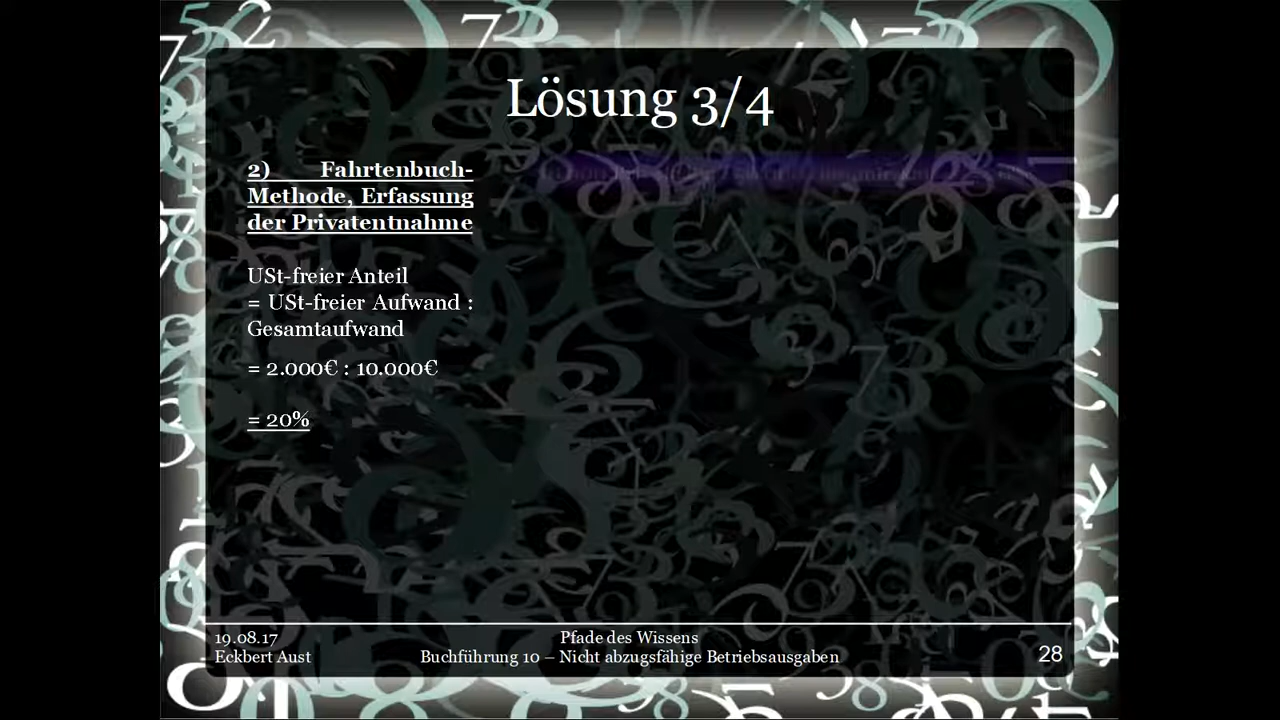 Lösung 3/4
2) Fahrtenbuch-
Methode, Erfassung
der Privatentnahme
USt-freier Anteil
= USt-freier Aufwand :
Gesamtaufwand
= 2.000€ : 10.000€
= 20%
19.08.17
Pfade des Wissens
Eckbert Aust
Buchführung 10 – Nicht abzugsfähige Betriebsausgaben
28